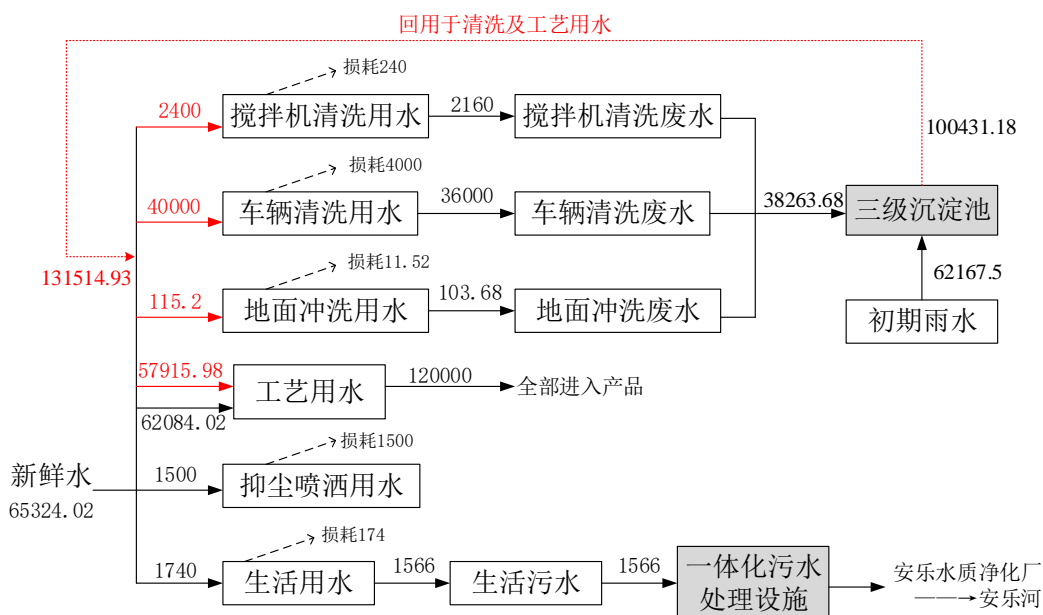 回用于清洗及工艺用水
损耗240
2400
搅拌机清洗用水
2160
搅拌机清洗废水
100431.18
损耗4000
40000
车辆清洗用水
36000
车辆清洗废水
38263.68
三级沉淀池
131514.93
损耗11.52
62167.5
115.2
地面冲洗用水
103.68
地面冲洗废水
初期雨水
57915.98
工艺用水
120000
全部进入产品
62084.02
损耗1500
新鲜水
65324.02
1500
抑尘喷洒用水
损耗174
1740
生活用水
1566
生活污水
1566
一体化污水
处理设施
安乐水质净化厂
——→安乐河